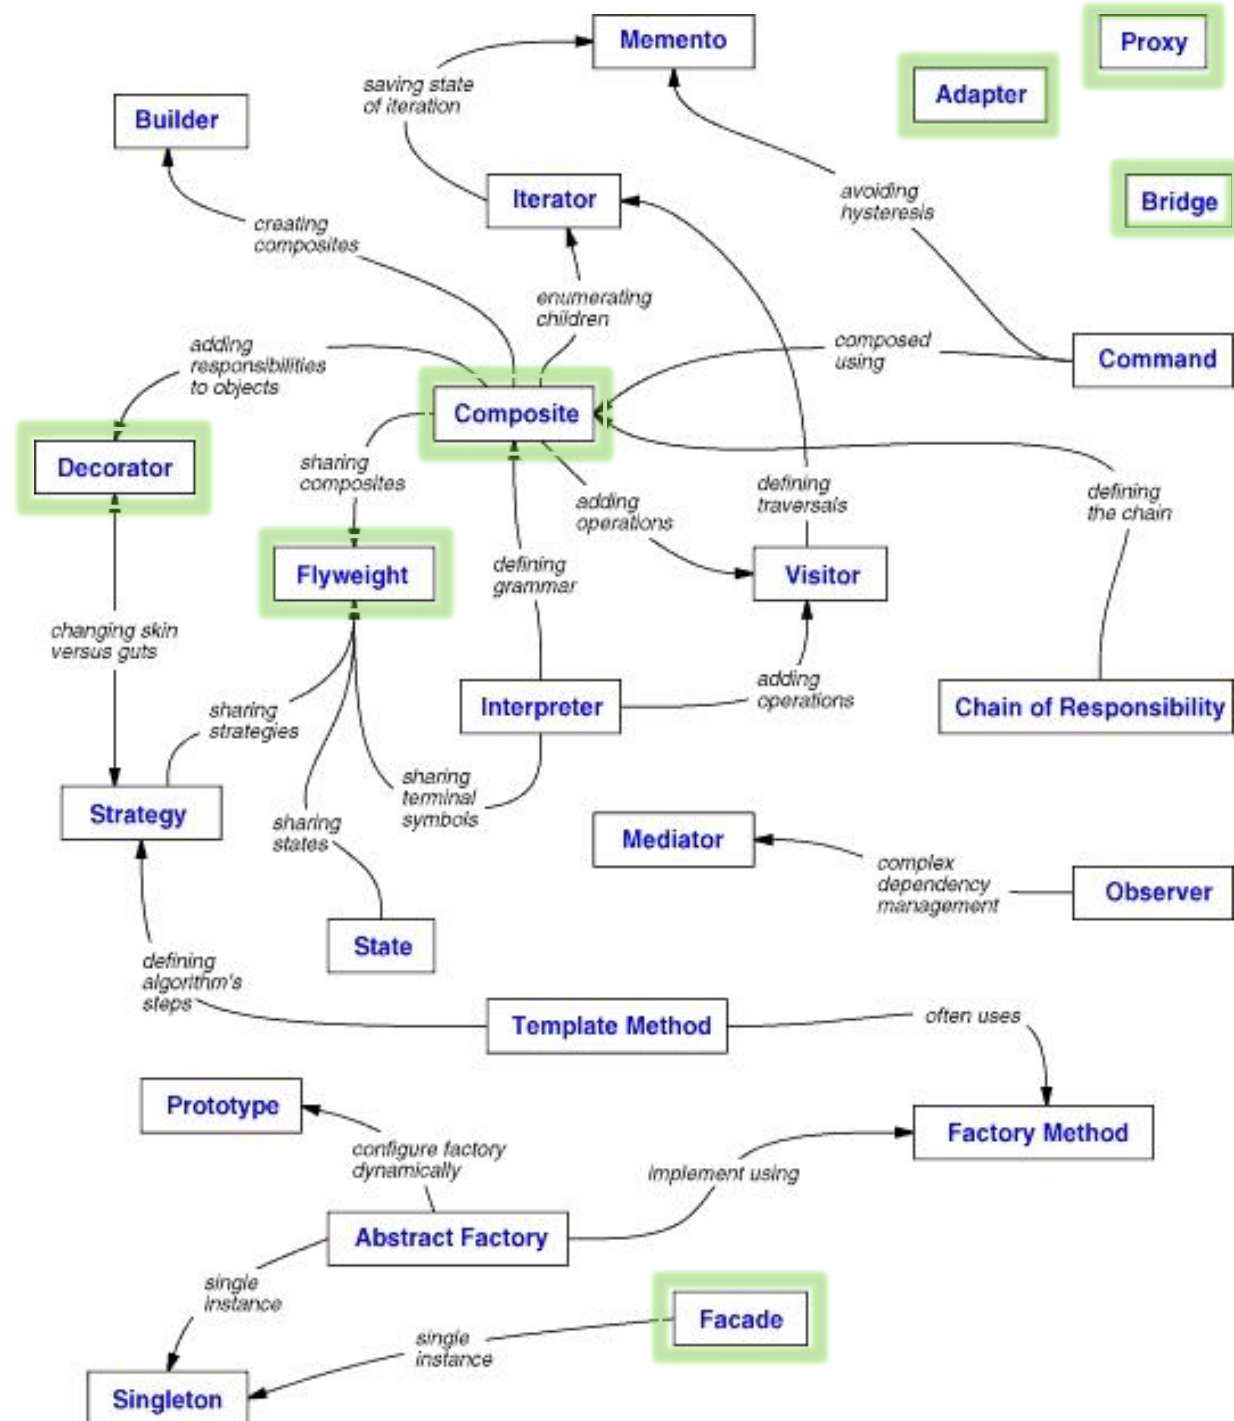 Memento
Proxy
Adapter
saving state
of iteration
Builder
Iterator
avoiding
hysteresis
Bridge
creating
composites
enumerating
children
adding
responsibilities
to objects
composed
using
Command
Composite
Decorator
sharing
composites
adding
operations
defining
traversals
defining
the chain
Flyweight
defining
grammar
Visitor
changing skin
versus guts
adding
operations
sharing
strategies
Interpreter
Chain of Responsibility
sharing
terminal
symbols
Strategy
sharing
states
Mediator
complex
dependency
management
Observer
State
defining
algorithm's
steps
Template Method
often uses
Prototype
Factory Method
configure factory
dynamically
implement using
Abstract Factory
single
instance
Facade
single
instance
Singleton